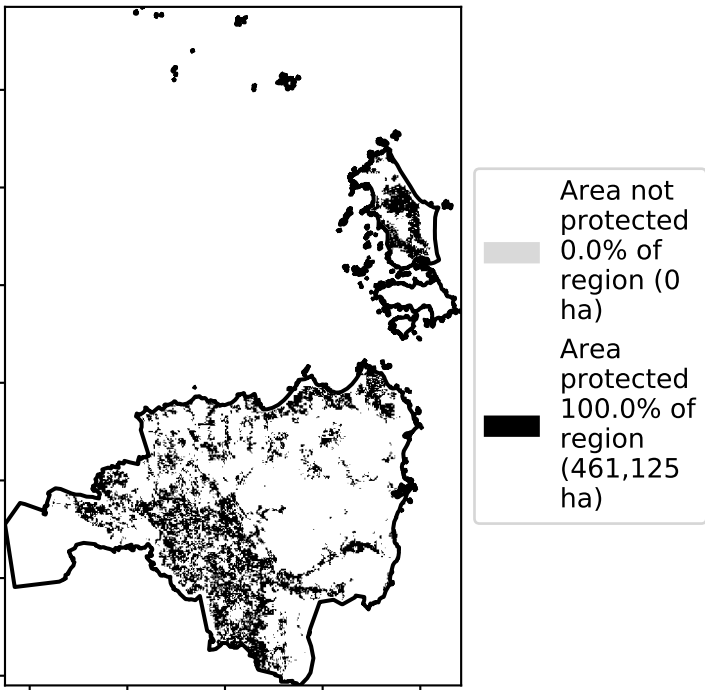 Area not
protected
0.0% of
region (0
ha)
Area
protected
100.0% of
region
(461,125
ha)